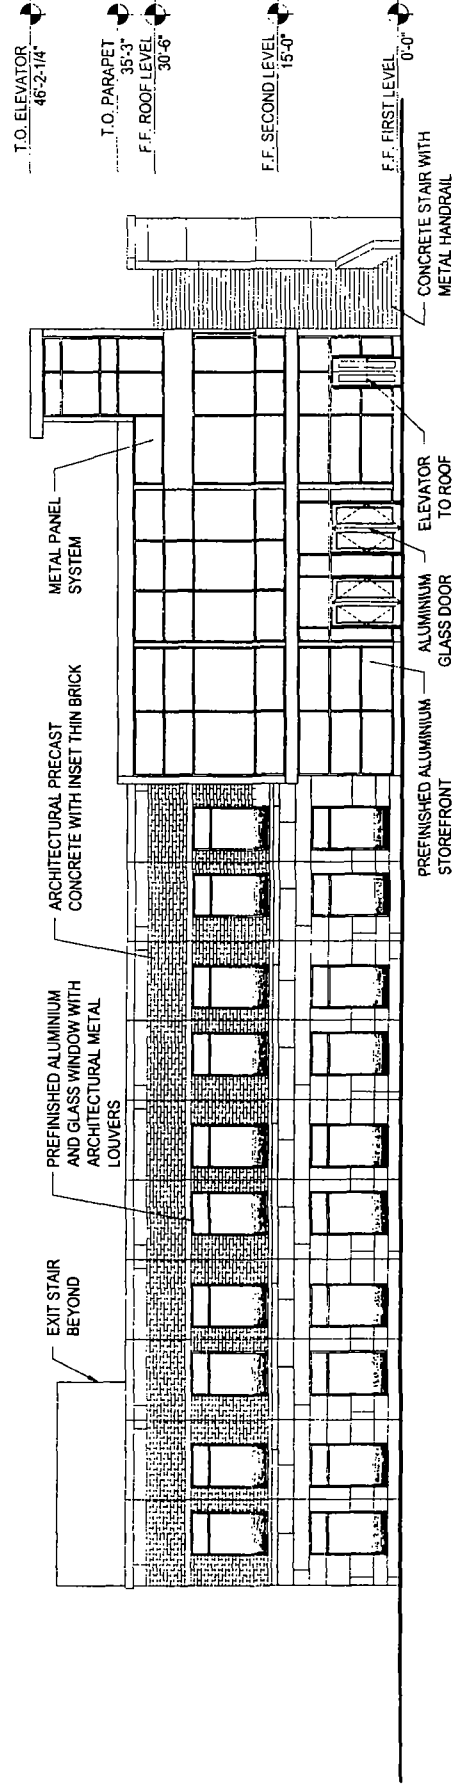 EXIT STAIR
BEYOND
PREFINISHED ALUMINIUM
AND GLASS WINDOW WITH
ARCHITECTURAL METAL
LOUVERS
ARCHITECTURAL PRECAST
CONCRETE WITH INSET THIN BRICK
METAL PANEL
SYSTEM
T.O. ELEVATOR
46'-2-1/4"
T.O. PARAPET
35'-3"
F.F. ROOF LEVEL
30'-6"
F.F. SECOND LEVEL
15'-0"
F.F. FIRST LEVEL
0'-0"
PREFINISHED ALUMINIUM
STOREFRONT
ALUMINIUM
GLASS DOOR
ELEVATOR
TO ROOF
CONCRETE STAIR WITH
METAL HANDRAIL